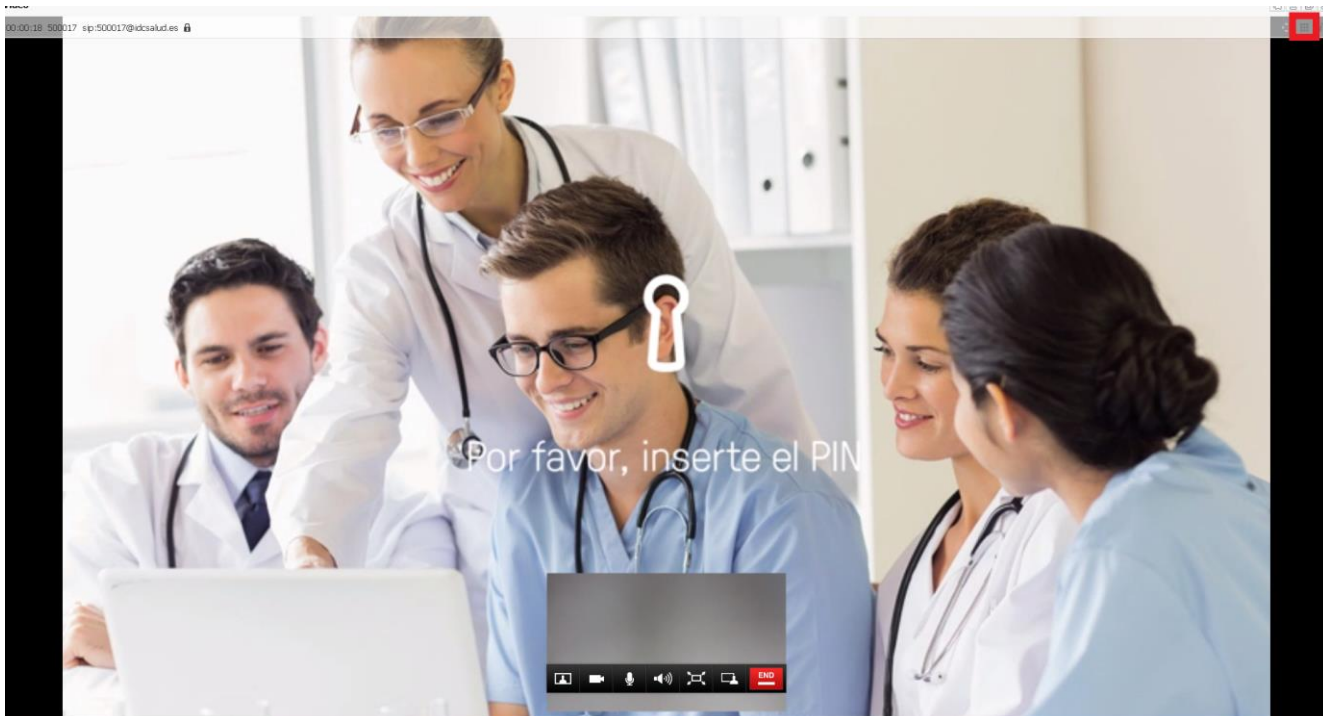 00:00:18 500017 sip:500017@idcsalud.es
Por favor, inserte el PIN
END